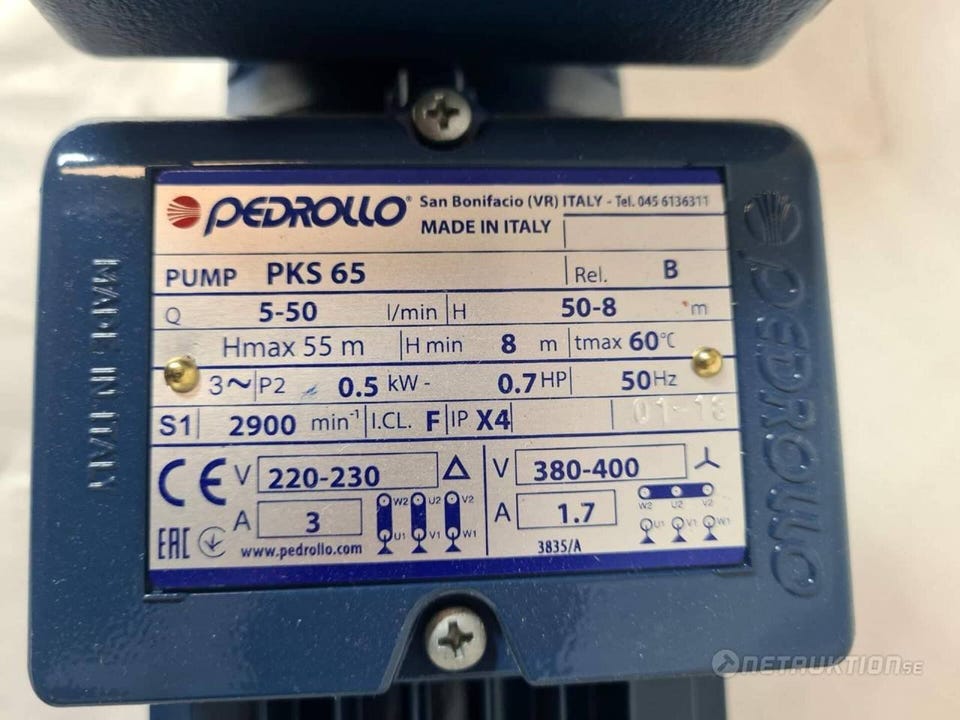 PEDROLLO® San Bonifacio (VR) ITALY - Tel. 045 6136311
MADE IN ITALY
PUMP PKS 65 Rel. B
Q 5-50 l/min H 50-8 m
Hmax 55 m H min 8 m tmax 60°C
3~ P2 0.5 kW - 0.7 HP 50 Hz
S1 2900 min-1 I.CL. F IP X4 01-18
CE V 220-230 Δ V 380-400
A 3 W2 U2 V2 A 1.7 W2 U2 V2
U1 V1 W1 U1 V1 W1
EAC www.pedrollo.com 3835/A
MADE IN ITALY
PEDROLLO
NETRUKTION.SE